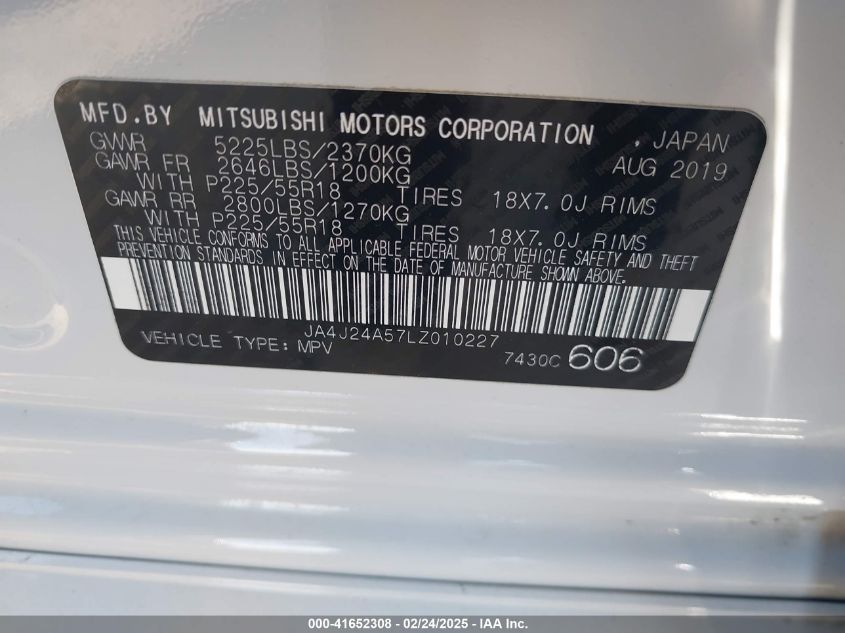 MFD.BY MITSUBISHI MOTORS CORPORATION , JAPAN
GVWR 5225LBS/2370KG AUG 2019
GAWR FR 2646LBS/1200KG
WITH P225/55R18 TIRES 18X7.0J RIMS
GAWR RR 2800LBS/1270KG
WITH P225/55R18 TIRES 18X7.0J RIMS
THIS VEHICLE CONFORMS TO ALL APPLICABLE FEDERAL MOTOR VEHICLE SAFETY AND THEFT
PREVENTION STANDARDS IN EFFECT ON THE DATE OF MANUFACTURE SHOWN ABOVE.
JA4J24A57LZ010227
VEHICLE TYPE: MPV 7430C 606
000-41652308 - 02/24/2025 - IAA Inc.